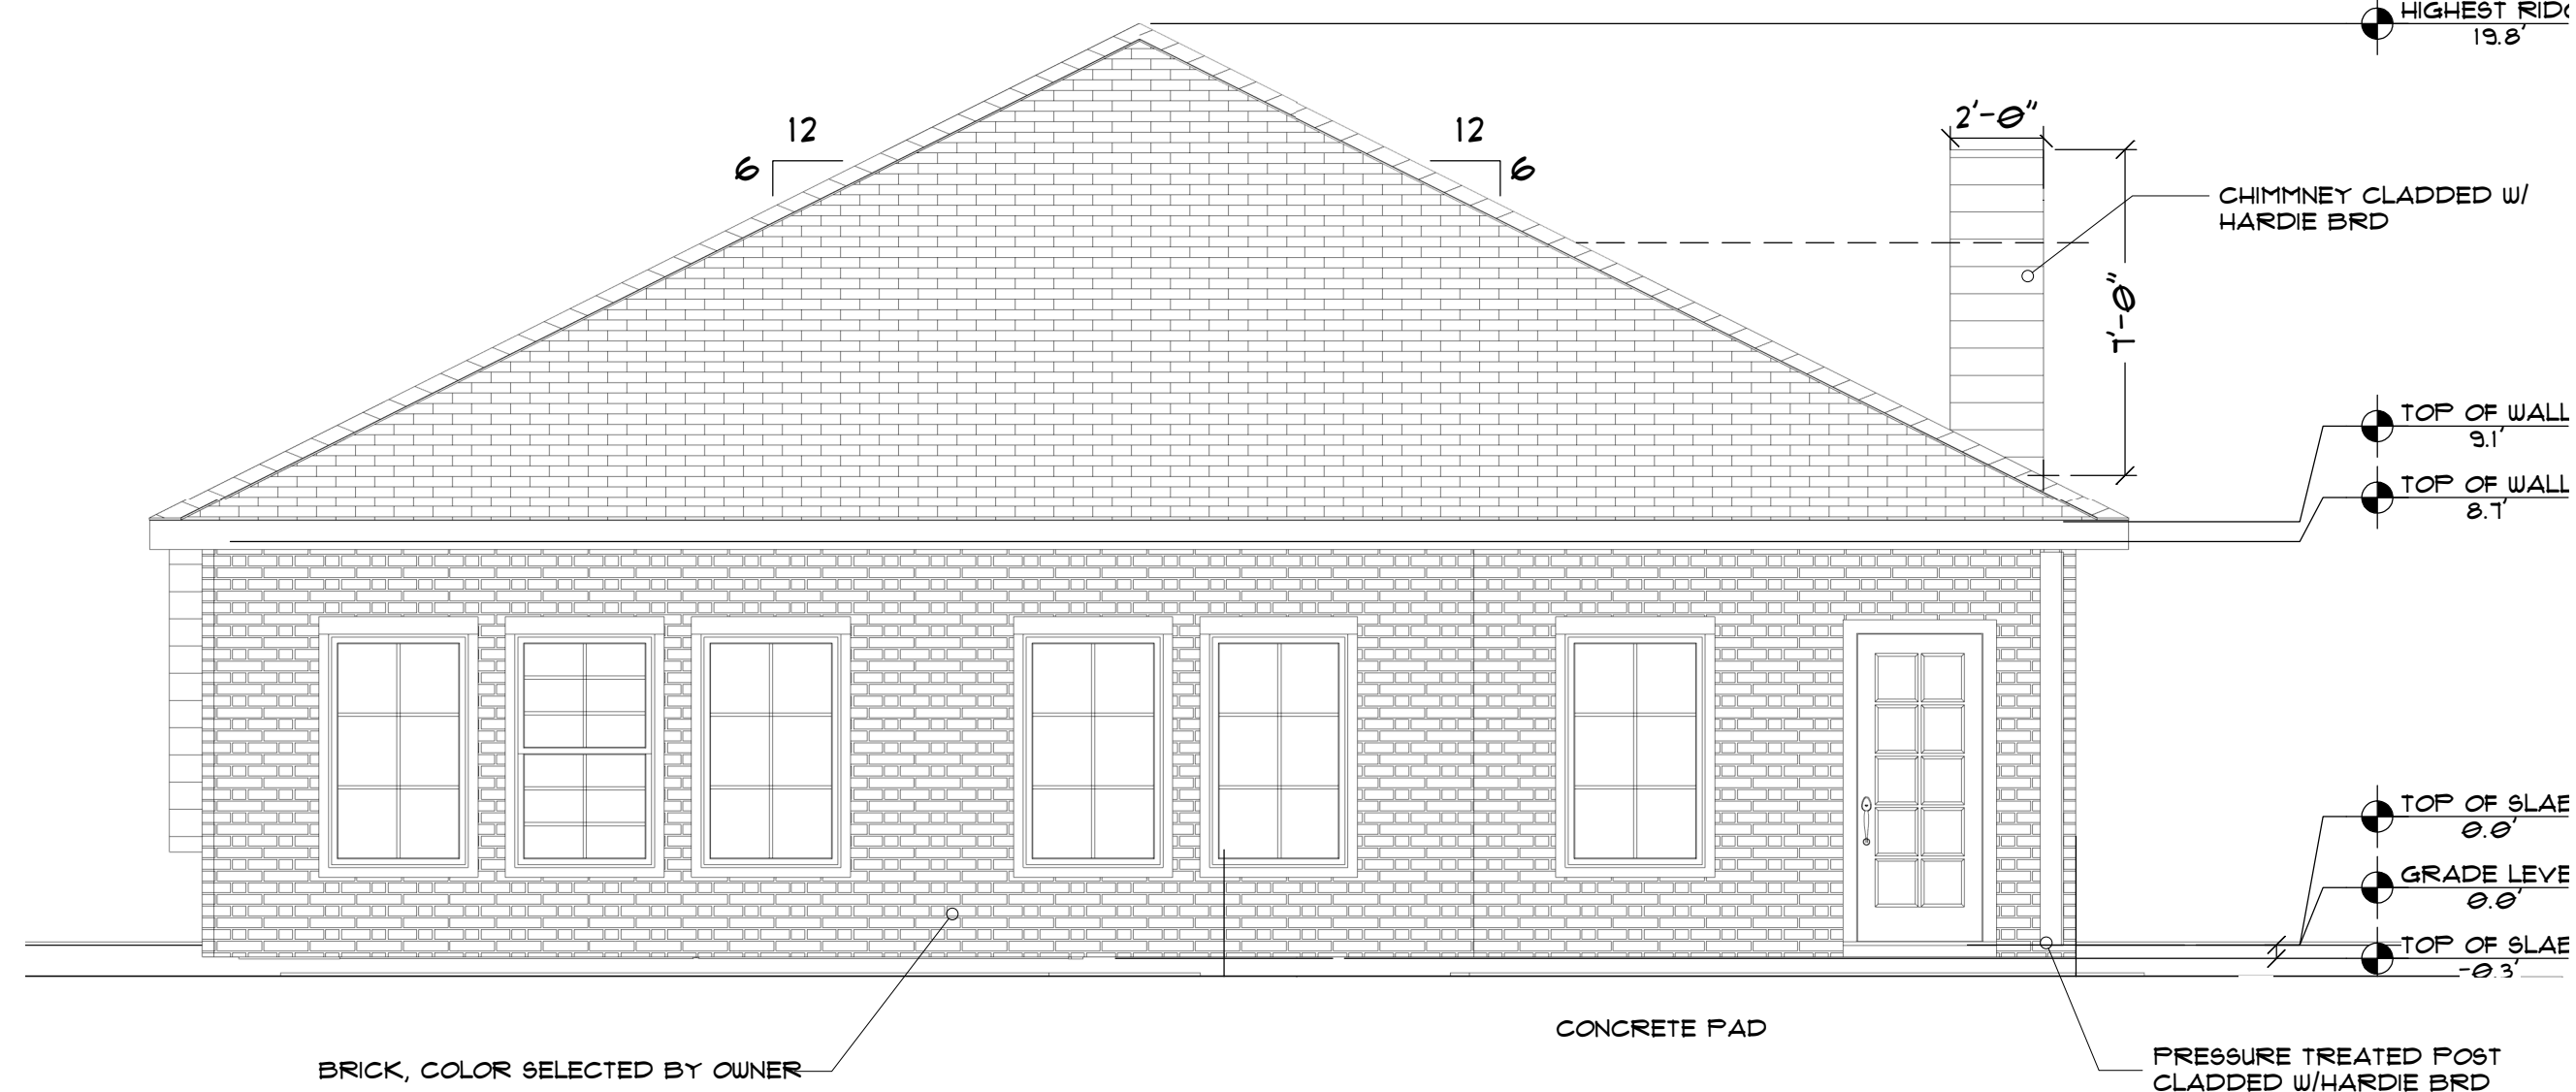 HIGHEST RIDG
19.8'
12
6
12
6
2'-0"
CHIMMNEY CLADDED W/
HARDIE BRD
7'-0"
TOP OF WALL
9.1'
TOP OF WALL
8.7'
TOP OF SLAB
0.0'
GRADE LEVE
0.0'
TOP OF SLAB
-0.3'
CONCRETE PAD
BRICK, COLOR SELECTED BY OWNER
PRESSURE TREATED POST
CLADDED W/HARDIE BRD